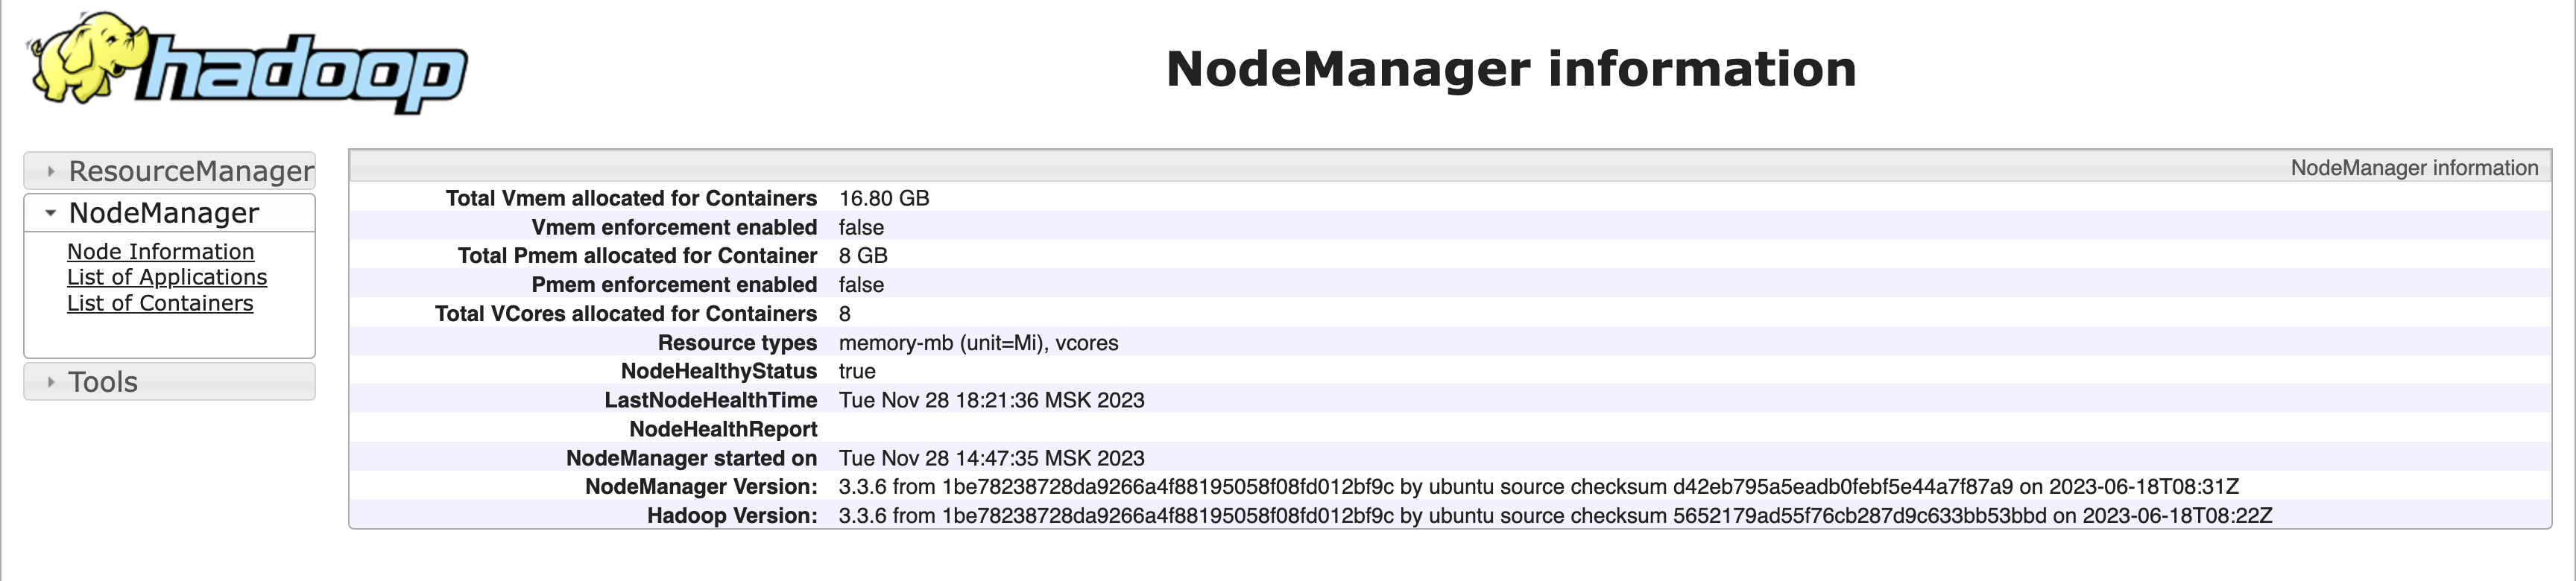 hadoop
NodeManager information
ResourceManager
NodeManager
Node Information
List of Applications
List of Containers
Tools
NodeManager information
Total Vmem allocated for Containers 16.80 GB
Vmem enforcement enabled false
Total Pmem allocated for Container 8 GB
Pmem enforcement enabled false
Total VCores allocated for Containers 8
Resource types memory-mb (unit=Mi), vcores
NodeHealthyStatus true
LastNodeHealthTime Tue Nov 28 18:21:36 MSK 2023
NodeHealthReport
NodeManager started on Tue Nov 28 14:47:35 MSK 2023
NodeManager Version: 3.3.6 from 1be78238728da9266a4f88195058f08fd012bf9c by ubuntu source checksum d42eb795a5eadb0febf5e44a7f87a9 on 2023-06-18T08:31Z
Hadoop Version: 3.3.6 from 1be78238728da9266a4f88195058f08fd012bf9c by ubuntu source checksum 5652179ad55f76cb287d9c633bb53bbd on 2023-06-18T08:22Z